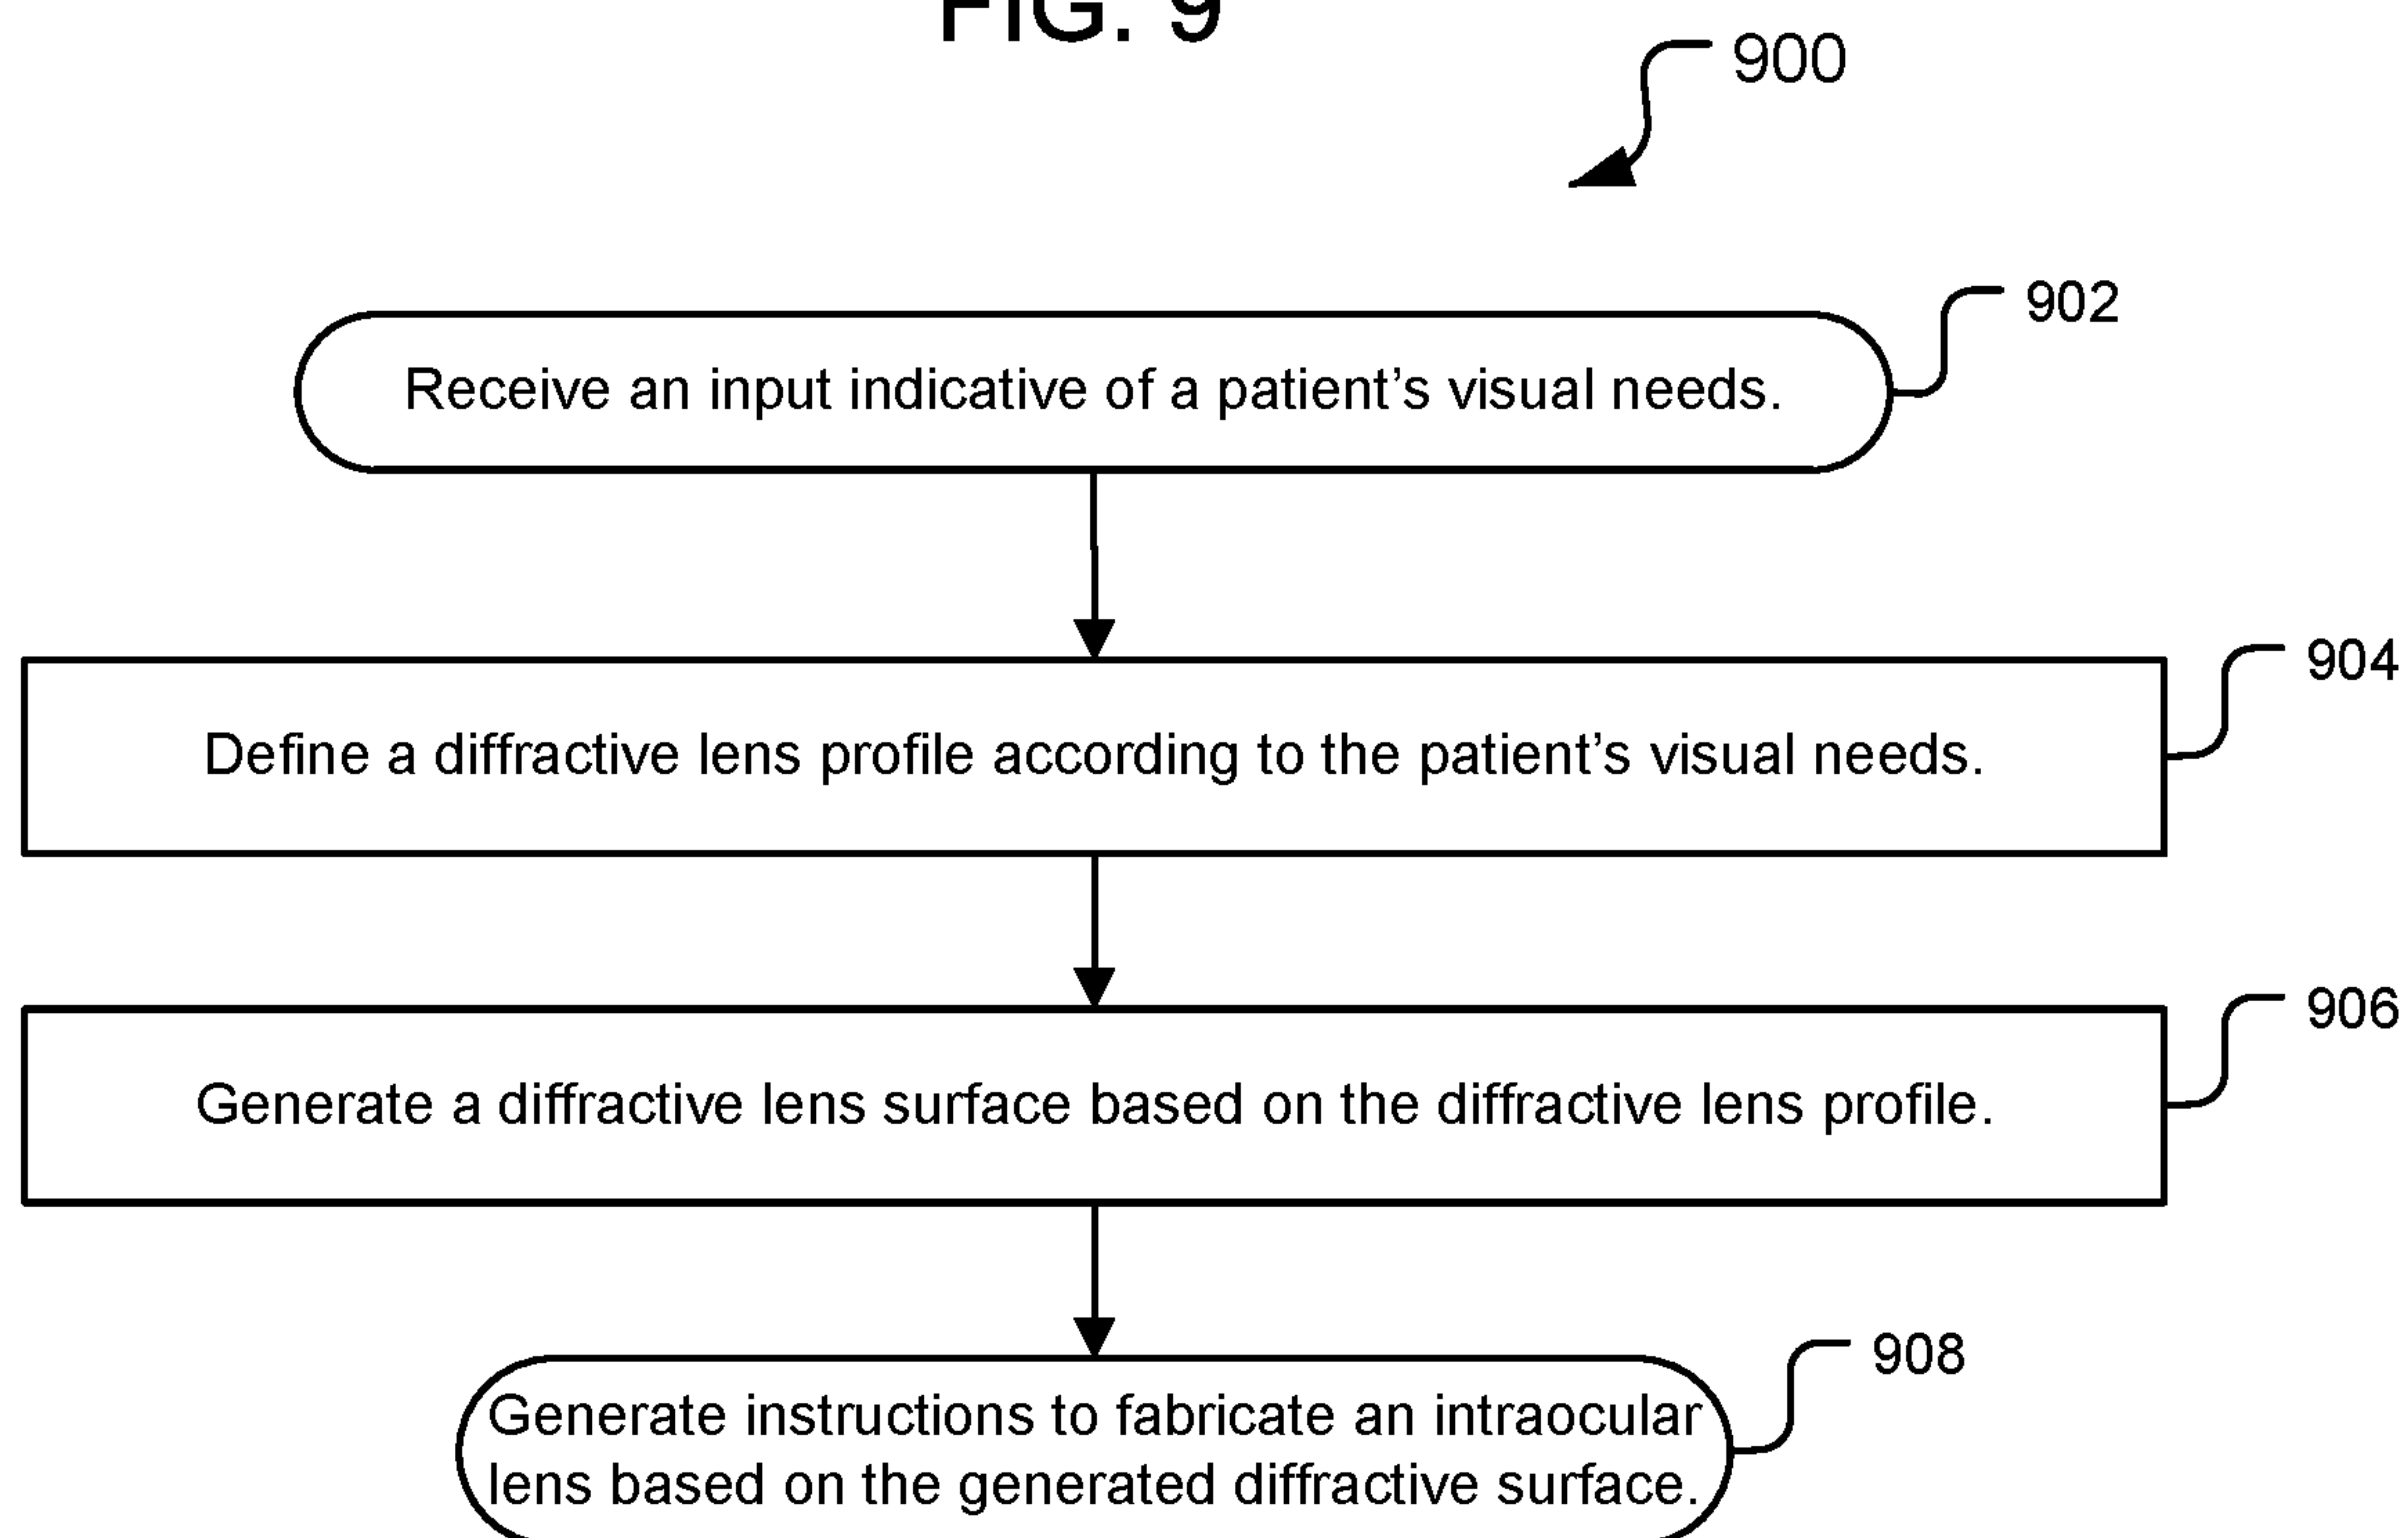 FIG. 9
900
902
Receive an input indicative of a patient’s visual needs.
904
Define a diffractive lens profile according to the patient’s visual needs.
906
Generate a diffractive lens surface based on the diffractive lens profile.
908
Generate instructions to fabricate an intraocular
lens based on the generated diffractive surface.